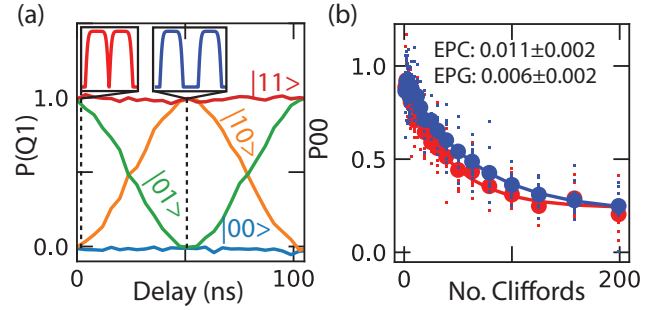 (a)
|11>
1.0
|10>
P(Q1)
|01>
|00>
0.0
0
50
100
Delay (ns)
(b)
EPC: 0.011±0.002
EPG: 0.006±0.002
1.0
P00
0.5
0.0
0
200
No. Cliffords